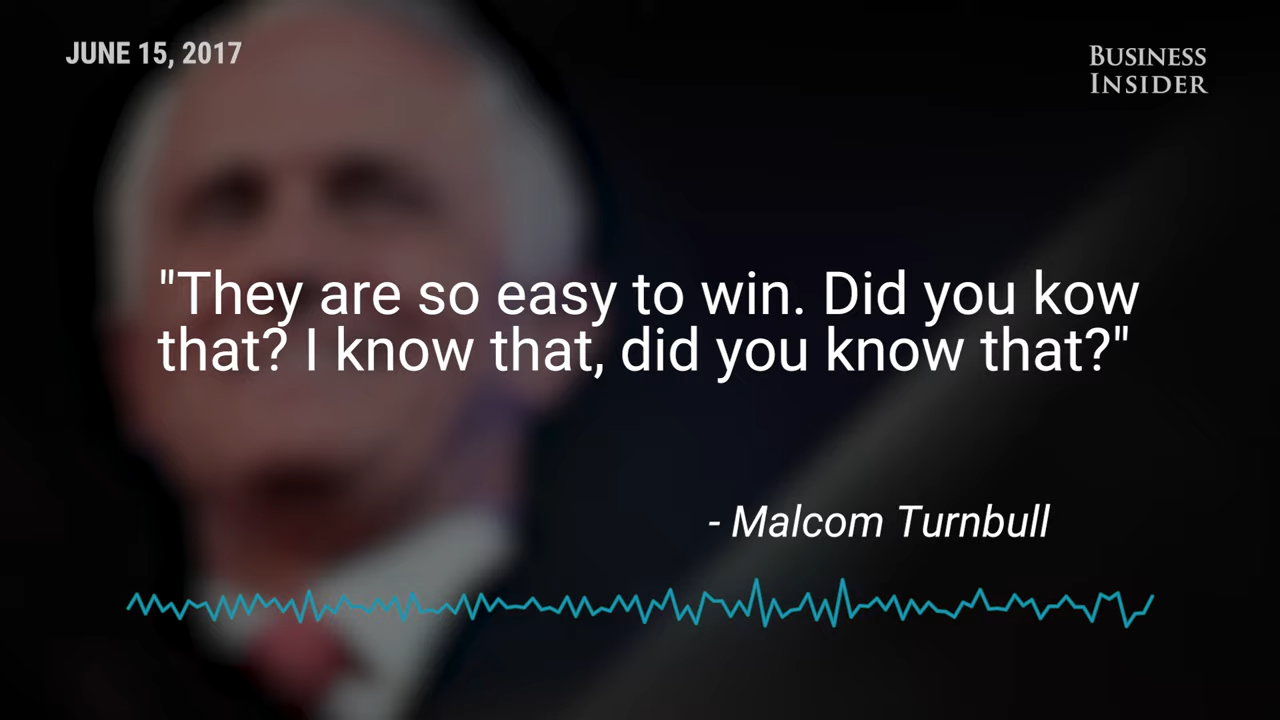 JUNE 15, 2017
BUSINESS
INSIDER
"They are so easy to win. Did you kow
that? I know that, did you know that?"
- Malcom Turnbull